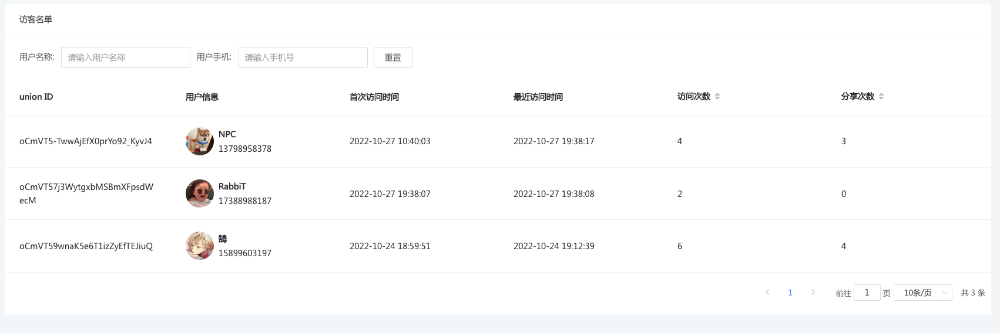 访客名单
用户名称: 请输入用户名称 用户手机: 请输入手机号 重置
union ID 用户信息 首次访问时间 最近访问时间 访问次数 分享次数
oCmVT5-TwwAjEfX0prYo92_KyvJ4 NPC 13798958378 2022-10-27 10:40:03 2022-10-27 19:38:17 4 3
oCmVT57j3WytgxbMSBmXFpsdW
ecM RabbiT 17388988187 2022-10-27 19:38:07 2022-10-27 19:38:08 2 0
oCmVT59wnaK5e6T1izZyEfTEJiuQ 鵠 15899603197 2022-10-24 18:59:51 2022-10-24 19:12:39 6 4
1 前往 1 页 10条/页 共 3 条